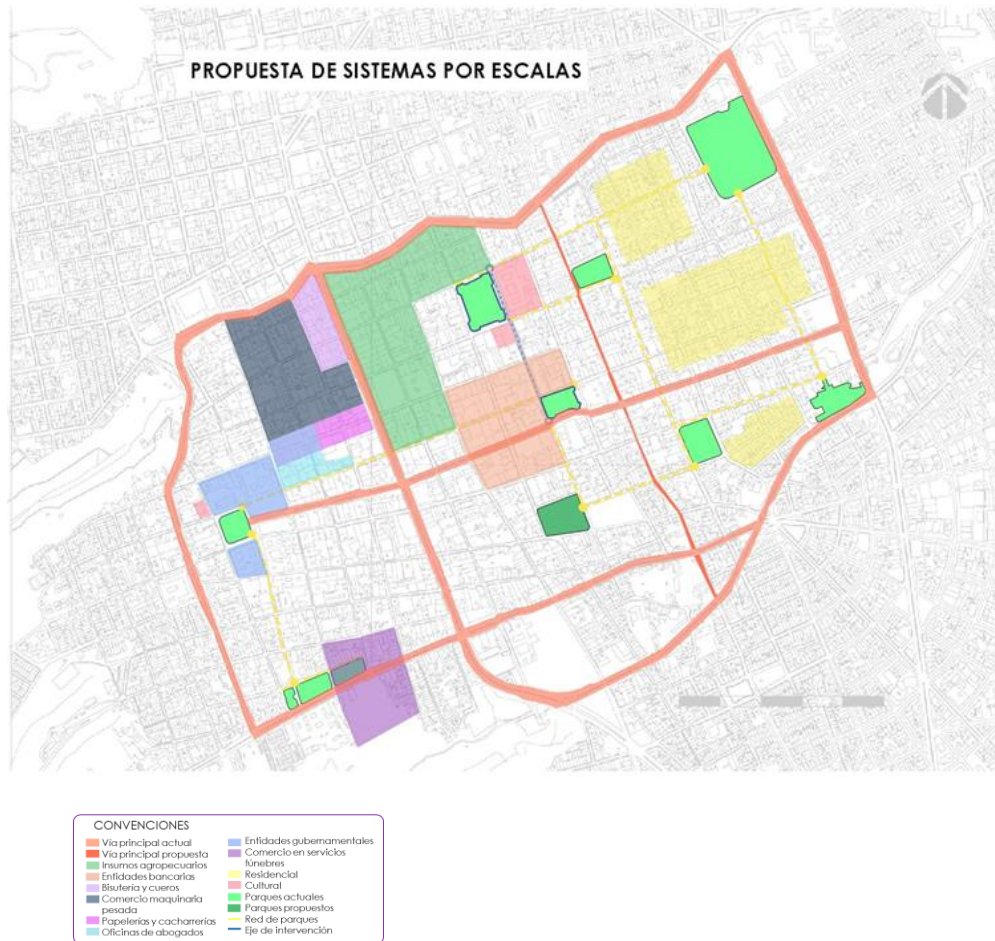 PROPUESTA DE SISTEMAS POR ESCALAS
CONVENCIONES
Vía principal actual
Vía principal propuesta
Insumos agropecuarios
Entidades bancarias
Bisutería y cueros
Comercio maquinaria
pesada
Papelerías y cacharrerías
Oficinas de abogados
Entidades gubernamentales
Comercio en servicios
fúnebres
Residencial
Cultural
Parques actuales
Parques propuestos
Red de parques
Eje de intervención